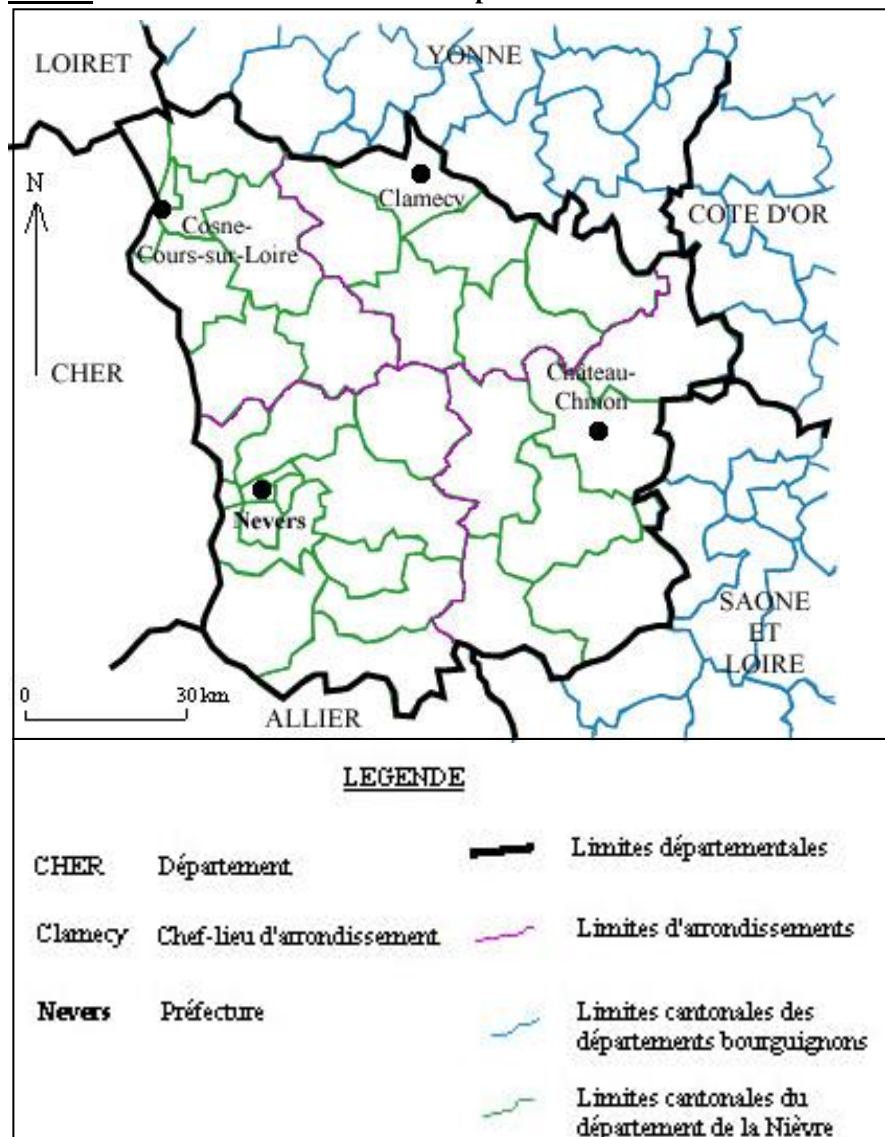 LOIRET
YONNE
N
Clamecy
COTE D'OR
Cosne-
Cours-sur-Loire
CHER
Château-
Chinon
Nevers
SAONE
ET
LOIRE
0
30 km
ALLIER
LEGENDE
CHER Département
Limites départementales
Clamecy Chef-lieu d'arrondissement
Limites d'arrondissements
Nevers Préfecture
Limites cantonales des
départements bourguignons
Limites cantonales du
département de la Nièvre